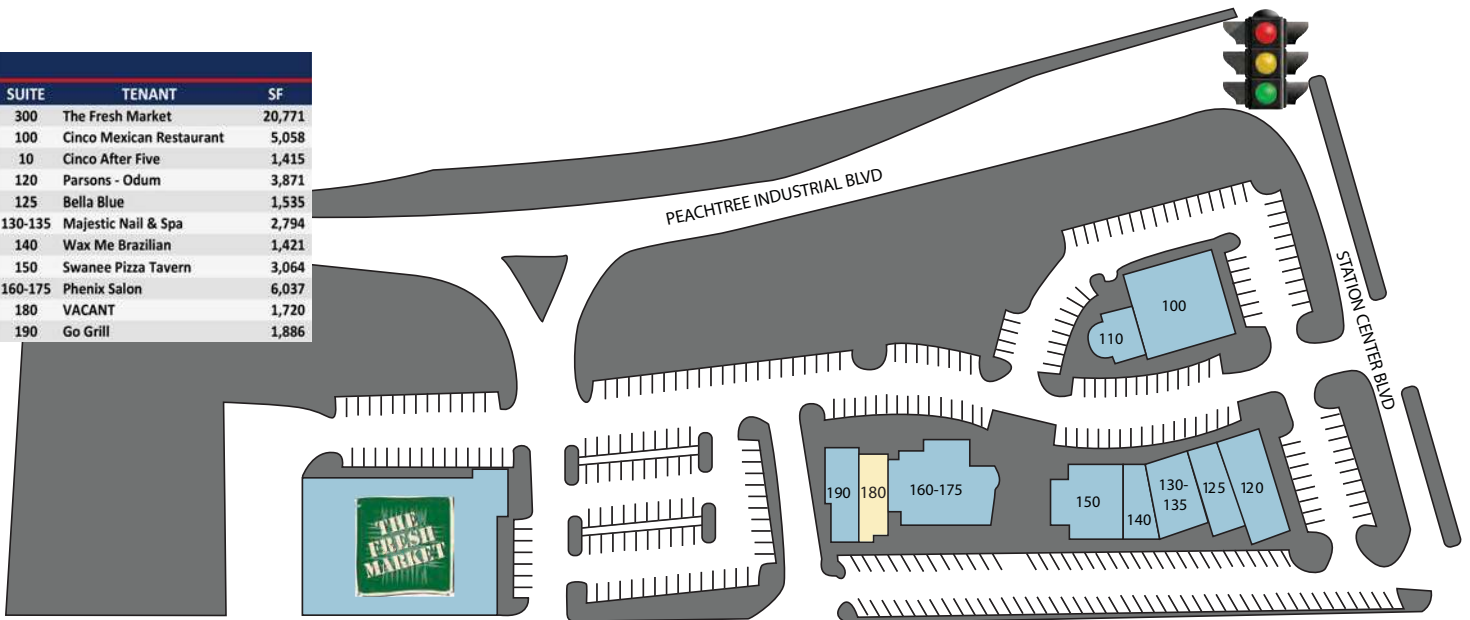 SUITE TENANT SF
300 The Fresh Market 20,771
100 Cinco Mexican Restaurant 5,058
10 Cinco After Five 1,415
120 Parsons - Odum 3,871
125 Bella Blue 1,535
130-135 Majestic Nail & Spa 2,794
140 Wax Me Brazilian 1,421
150 Swanee Pizza Tavern 3,064
160-175 Phenix Salon 6,037
180 VACANT 1,720
190 Go Grill 1,886
PEACHTREE INDUSTRIAL BLVD
STATION CENTER BLVD
100
110
THE
FRESH
MARKET
190
180
160-175
150
140
130-
135
125
120